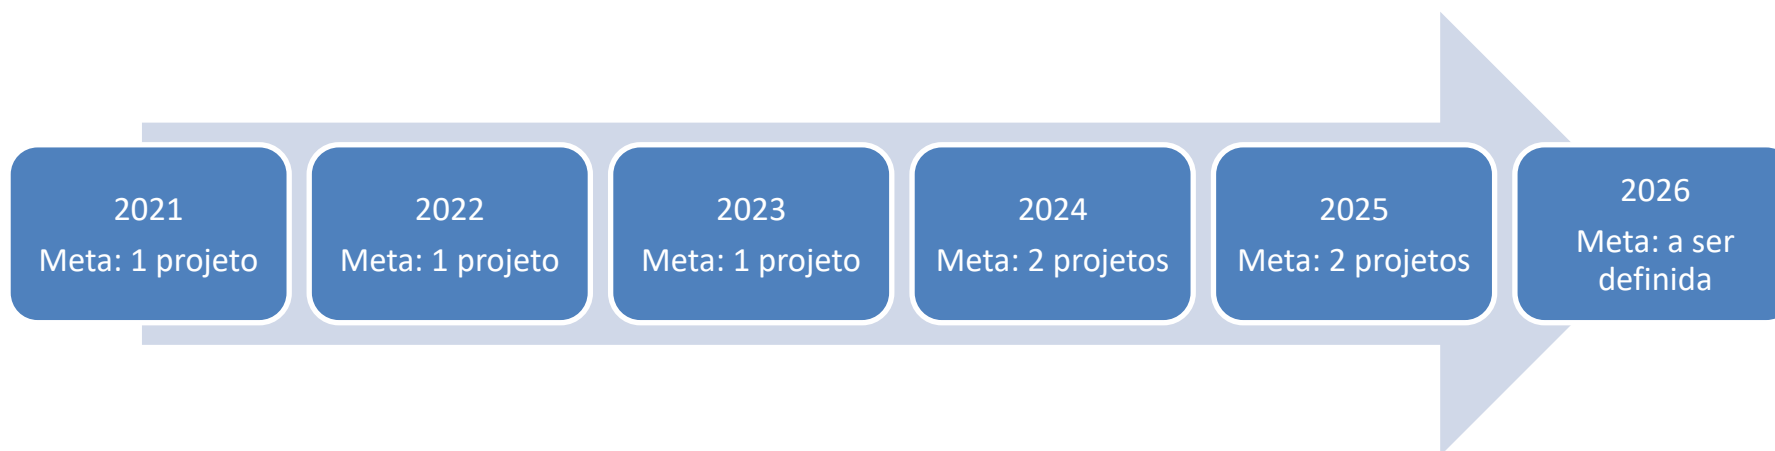 2021
Meta: 1 projeto
2022
Meta: 1 projeto
2023
Meta: 1 projeto
2024
Meta: 2 projetos
2025
Meta: 2 projetos
2026
Meta: a ser
definida